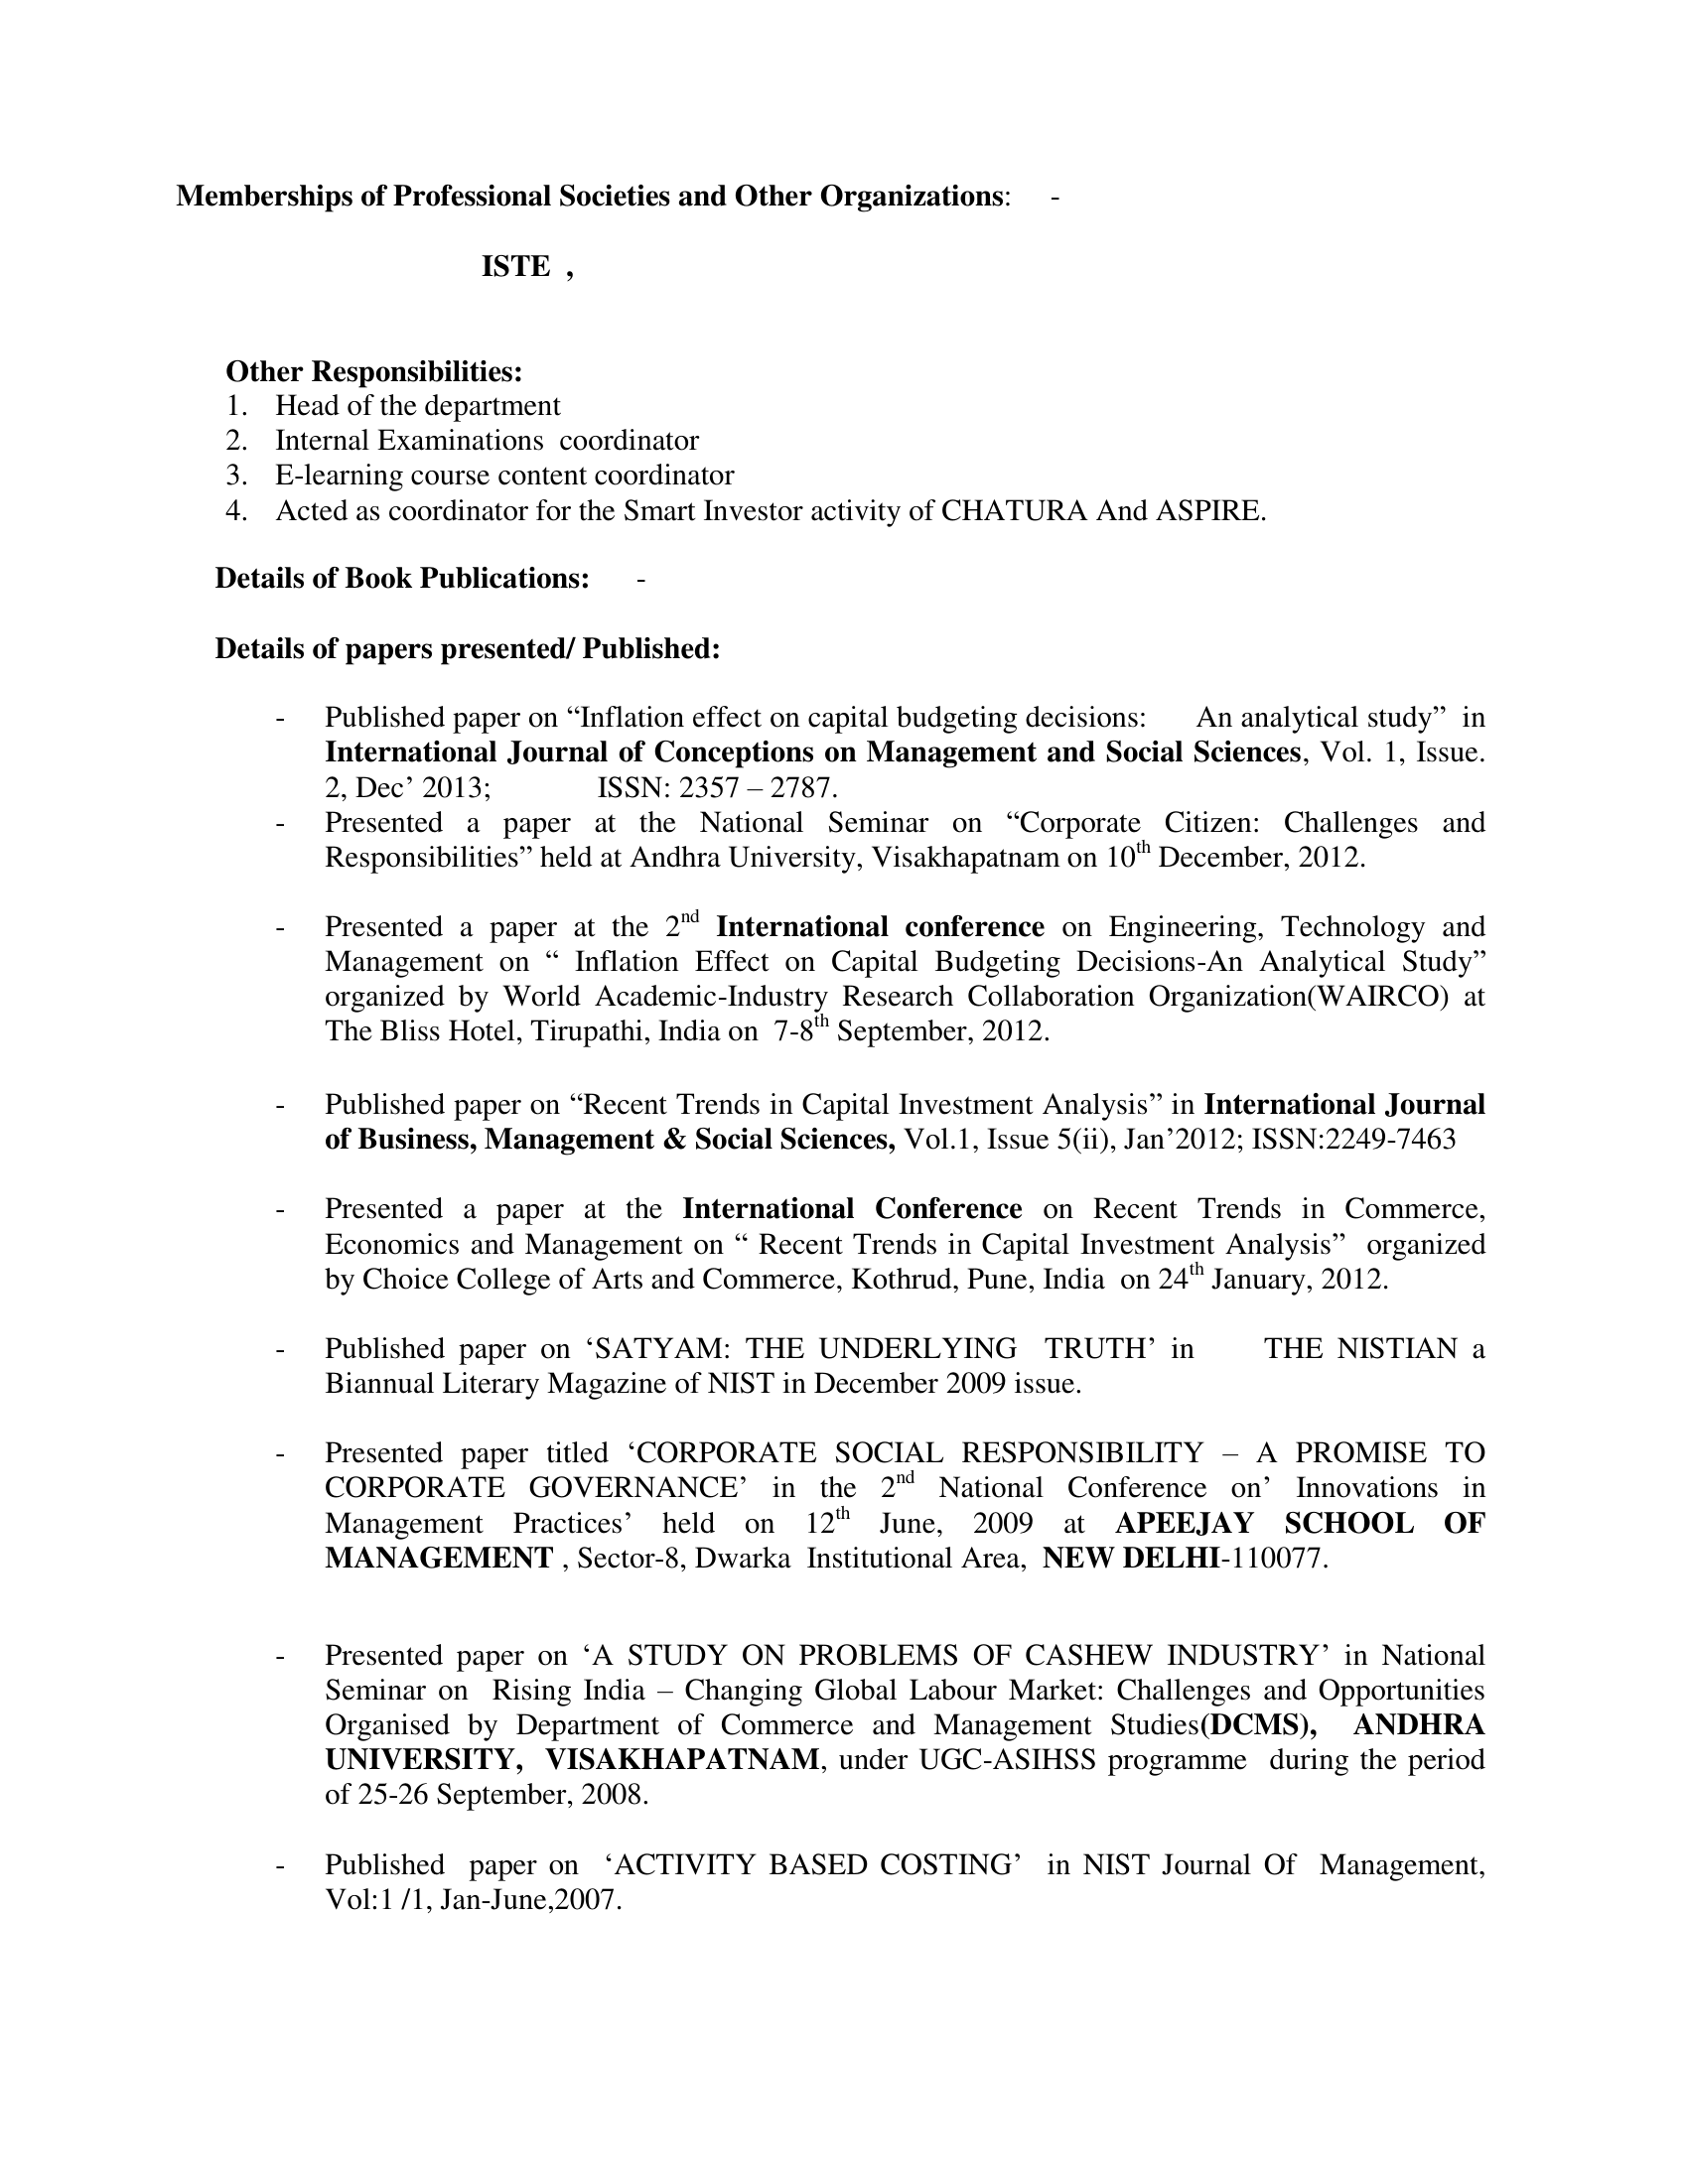 Memberships of Professional Societies and Other Organizations: -
ISTE ,
Other Responsibilities:
1. Head of the department
2. Internal Examinations coordinator
3. E-learning course content coordinator
4. Acted as coordinator for the Smart Investor activity of CHATURA And ASPIRE.
Details of Book Publications: -
Details of papers presented/ Published:
- Published paper on “Inflation effect on capital budgeting decisions: An analytical study” in
International Journal of Conceptions on Management and Social Sciences, Vol. 1, Issue.
2, Dec’ 2013; ISSN: 2357 – 2787.
- Presented a paper at the National Seminar on “Corporate Citizen: Challenges and
Responsibilities” held at Andhra University, Visakhapatnam on 10th December, 2012.
- Presented a paper at the 2nd International conference on Engineering, Technology and
Management on “ Inflation Effect on Capital Budgeting Decisions-An Analytical Study”
organized by World Academic-Industry Research Collaboration Organization(WAIRCO) at
The Bliss Hotel, Tirupathi, India on 7-8th September, 2012.
- Published paper on “Recent Trends in Capital Investment Analysis” in International Journal
of Business, Management & Social Sciences, Vol.1, Issue 5(ii), Jan’2012; ISSN:2249-7463
- Presented a paper at the International Conference on Recent Trends in Commerce,
Economics and Management on “ Recent Trends in Capital Investment Analysis” organized
by Choice College of Arts and Commerce, Kothrud, Pune, India on 24th January, 2012.
- Published paper on ‘SATYAM: THE UNDERLYING TRUTH’ in THE NISTIAN a
Biannual Literary Magazine of NIST in December 2009 issue.
- Presented paper titled ‘CORPORATE SOCIAL RESPONSIBILITY – A PROMISE TO
CORPORATE GOVERNANCE’ in the 2nd National Conference on’ Innovations in
Management Practices’ held on 12th June, 2009 at APEEJAY SCHOOL OF
MANAGEMENT , Sector-8, Dwarka Institutional Area, NEW DELHI-110077.
- Presented paper on ‘A STUDY ON PROBLEMS OF CASHEW INDUSTRY’ in National
Seminar on Rising India – Changing Global Labour Market: Challenges and Opportunities
Organised by Department of Commerce and Management Studies(DCMS), ANDHRA
UNIVERSITY, VISAKHAPATNAM, under UGC-ASIHSS programme during the period
of 25-26 September, 2008.
- Published paper on ‘ACTIVITY BASED COSTING’ in NIST Journal Of Management,
Vol:1 /1, Jan-June,2007.